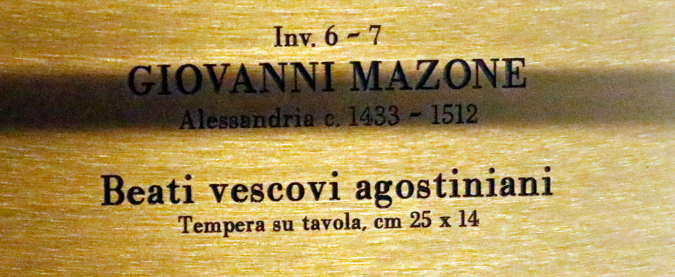 Inv. 6 ~ 7
GIOVANNI MAZONE
Alessandria c. 1433 ~ 1512
Beati vescovi agostiniani
Tempera su tavola, cm 25 x 14